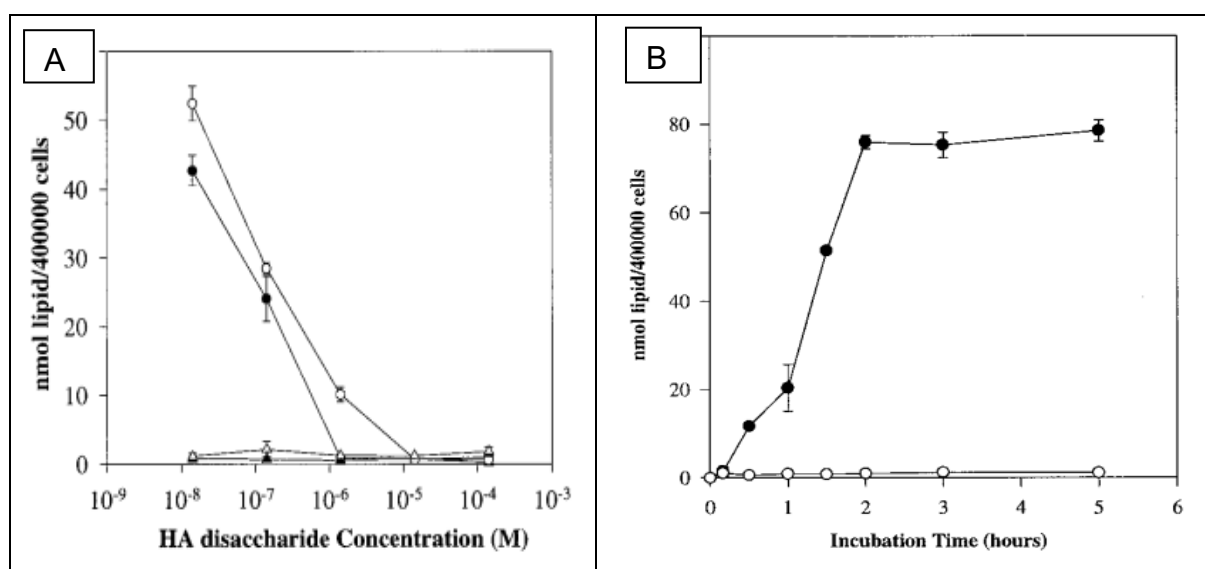 A
nmol lipid/400000 cells
50
40
30
20
10
0
10⁻⁹ 10⁻⁸ 10⁻⁷ 10⁻⁶ 10⁻⁵ 10⁻⁴ 10⁻³
HA disaccharide Concentration (M)
B
nmol lipid/400000 cells
80
60
40
20
0
0 1 2 3 4 5 6
Incubation Time (hours)